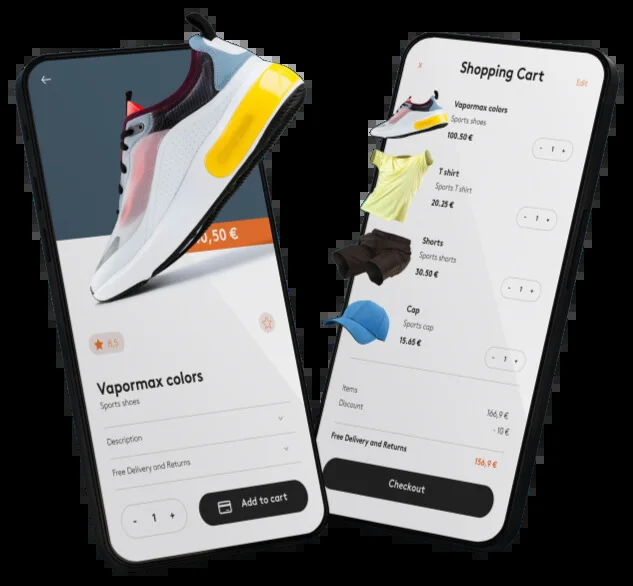 ←
0,50 €
8,5
Vapormax colors
Sports shoes
Description
Free Delivery and Returns
- 1 +
Add to cart
x
Shopping Cart
Edit
Vapormax colors
Sports shoes
100.50 €
- 1 +
T shirt
Sports T shirt
20.25 €
- 1 +
Shorts
Sports shorts
30.50 €
- 1 +
Cap
Sports cap
15.65 €
- 1 +
Items
166,9 €
Discount
- 10 €
Free Delivery and Returns
156,9 €
Checkout